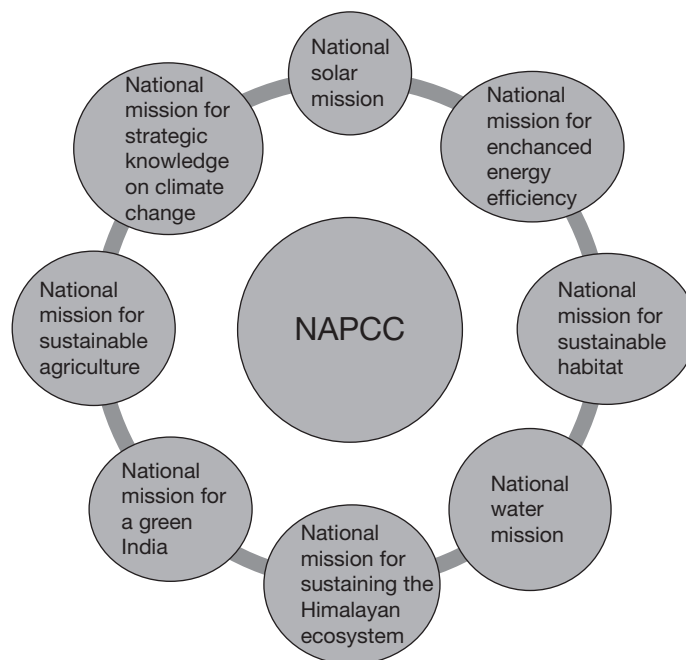 National
solar
mission
National
mission for
enchanced
energy
efficiency
National
mission for
sustainable
habitat
National
water
mission
National
mission for
sustaining the
Himalayan
ecosystem
National
mission for
a green
India
National
mission for
sustainable
agriculture
National
mission for
strategic
knowledge
on climate
change
NAPCC